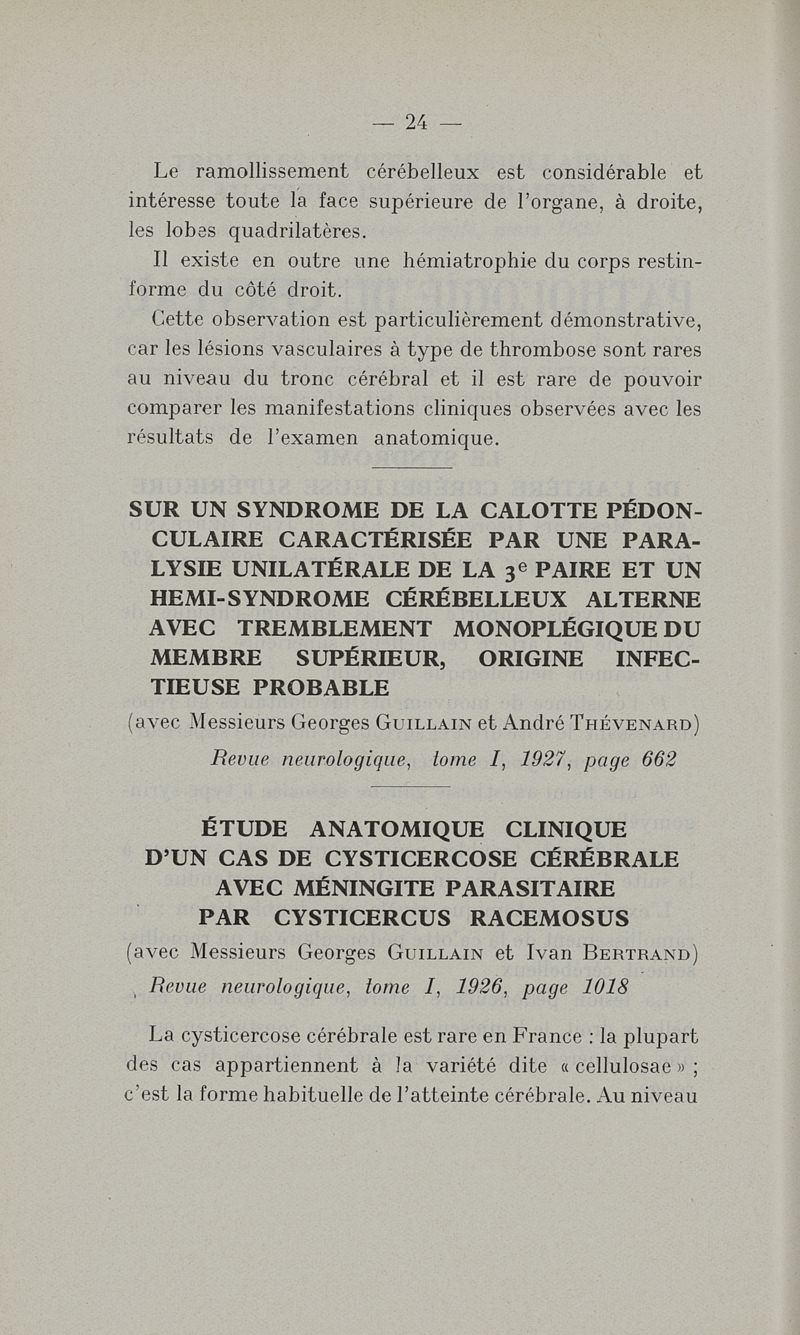 — 24 —
Le ramollissement cérébelleux est considérable et
intéresse toute la face supérieure de l'organe, à droite,
les lobes quadrilatères.
Il existe en outre une hémiatrophie du corps restin-
forme du côté droit.
Cette observation est particulièrement démonstrative,
car les lésions vasculaires à type de thrombose sont rares
au niveau du tronc cérébral et il est rare de pouvoir
comparer les manifestations cliniques observées avec les
résultats de l'examen anatomique.
SUR UN SYNDROME DE LA CALOTTE PÉDON-
CULAIRE CARACTÉRISÉE PAR UNE PARA-
LYSIE UNILATÉRALE DE LA 3e PAIRE ET UN
HEMI-SYNDROME CÉRÉBELLEUX ALTERNE
AVEC TREMBLEMENT MONOPLÉGIQUE DU
MEMBRE SUPÉRIEUR, ORIGINE INFEC-
TIEUSE PROBABLE
(avec Messieurs Georges GUILLAIN et André THÉVENARD)
Revue neurologique, tome I, 1927, page 662
ÉTUDE ANATOMIQUE CLINIQUE
D'UN CAS DE CYSTICERCOSE CÉRÉBRALE
AVEC MÉNINGITE PARASITAIRE
PAR CYSTICERCUS RACEMOSUS
(avec Messieurs Georges GUILLAIN et Ivan BERTRAND)
Revue neurologique, tome I, 1926, page 1018
La cysticercose cérébrale est rare en France : la plupart
des cas appartiennent à la variété dite « cellulosae » ;
c'est la forme habituelle de l'atteinte cérébrale. Au niveau